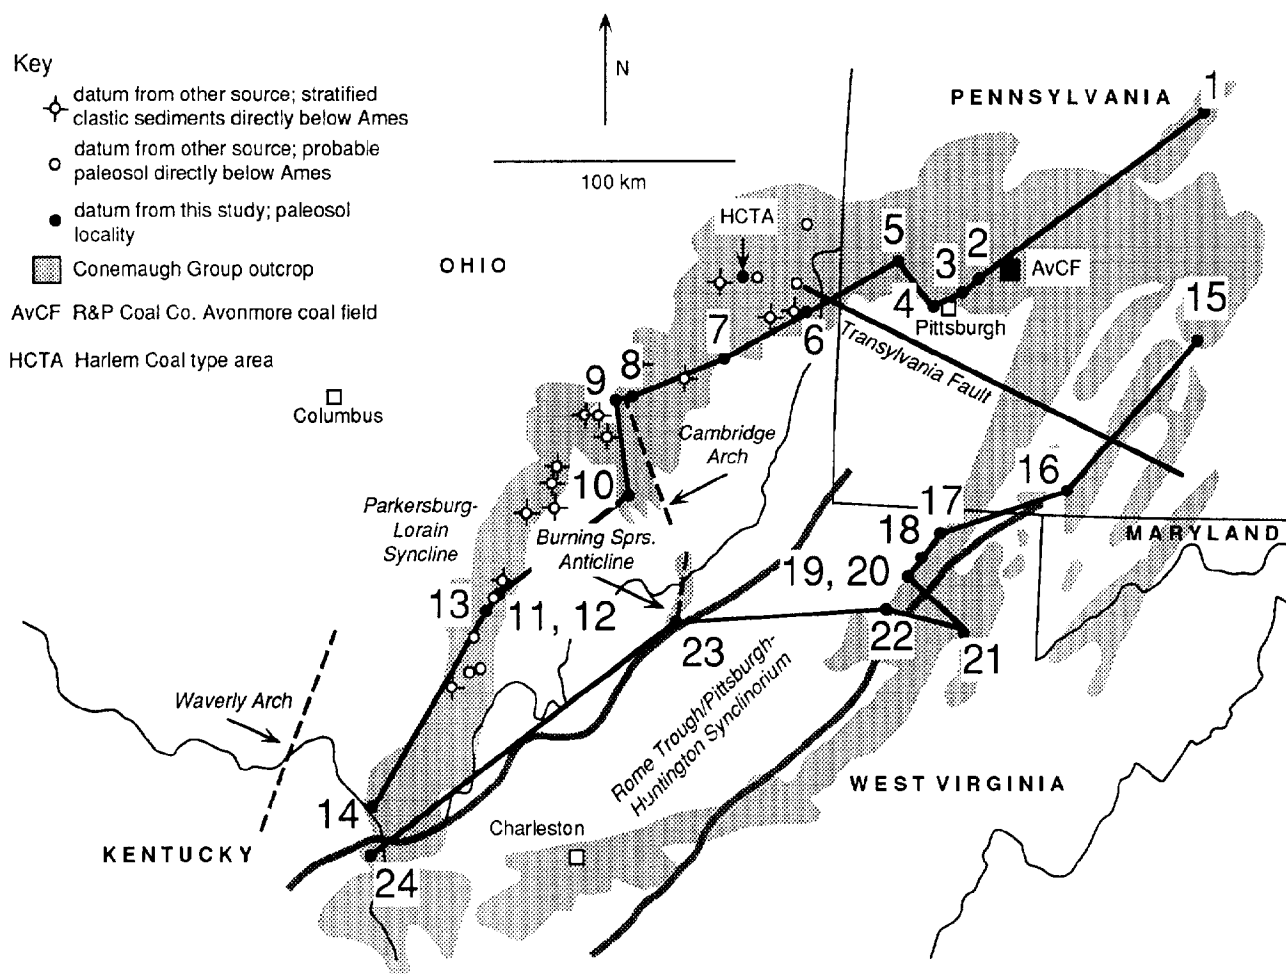 Key
datum from other source; stratified
clastic sediments directly below Ames
datum from other source; probable
paleosol directly below Ames
datum from this study; paleosol
locality
Conemaugh Group outcrop
AvCF R&P Coal Co. Avonmore coal field
HCTA Harlem Coal type area
N
100 km
PENNSYLVANIA
1
OHIO
HCTA
5
3
2
AvCF
4
Pittsburgh
15
6
7
Transylvania Fault
9
8
Columbus
Cambridge
Arch
16
10
17
Parkersburg-
Lorain
Syncline
18
MARYLAND
Burning Sprs.
Anticline
19, 20
13
11, 12
23
22
21
Waverly Arch
Rome Trough/Pittsburgh-
Huntington Synclinorium
WEST VIRGINIA
14
Charleston
KENTUCKY
24